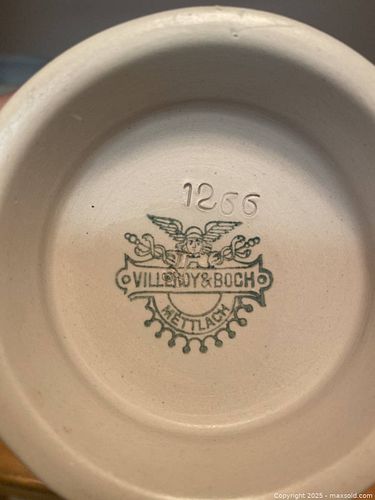 1266
VILLEROY & BOCH
METTLACH
Copyright 2025 - maxsold.com